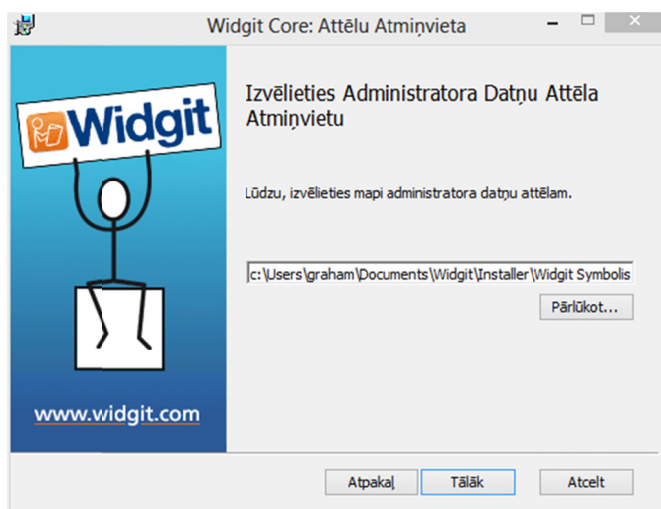 Widgit Core: Attēlu Atmiņvieta
Widgit
Izvēlieties Administratora Datņu Attēla
Atmiņvietu
Lūdzu, izvēlieties mapi administratora datņu attēlam.
c:\Users\graham\Documents\Widgit\Installer\Widgit Symbolis
Pārlūkot...
www.widgit.com
Atpakaļ
Tālāk
Atcelt